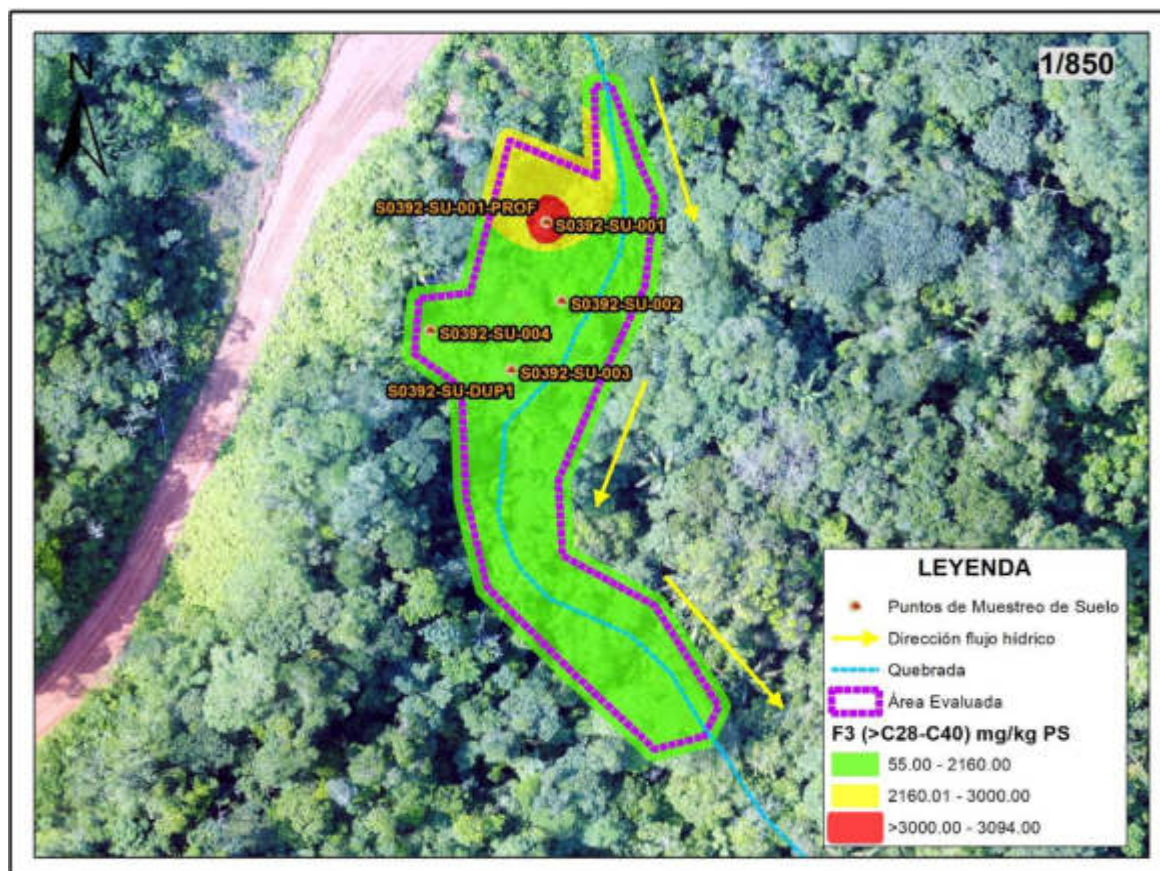 N
1/850
S0392-SU-001-PROF
S0392-SU-001
S0392-SU-002
S0392-SU-004
S0392-SU-003
S0392-SU-DUP1
LEYENDA
Puntos de Muestreo de Suelo
Dirección flujo hídrico
Quebrada
Área Evaluada
F3 (>C28-C40) mg/kg PS
55.00 - 2160.00
2160.01 - 3000.00
>3000.00 - 3094.00